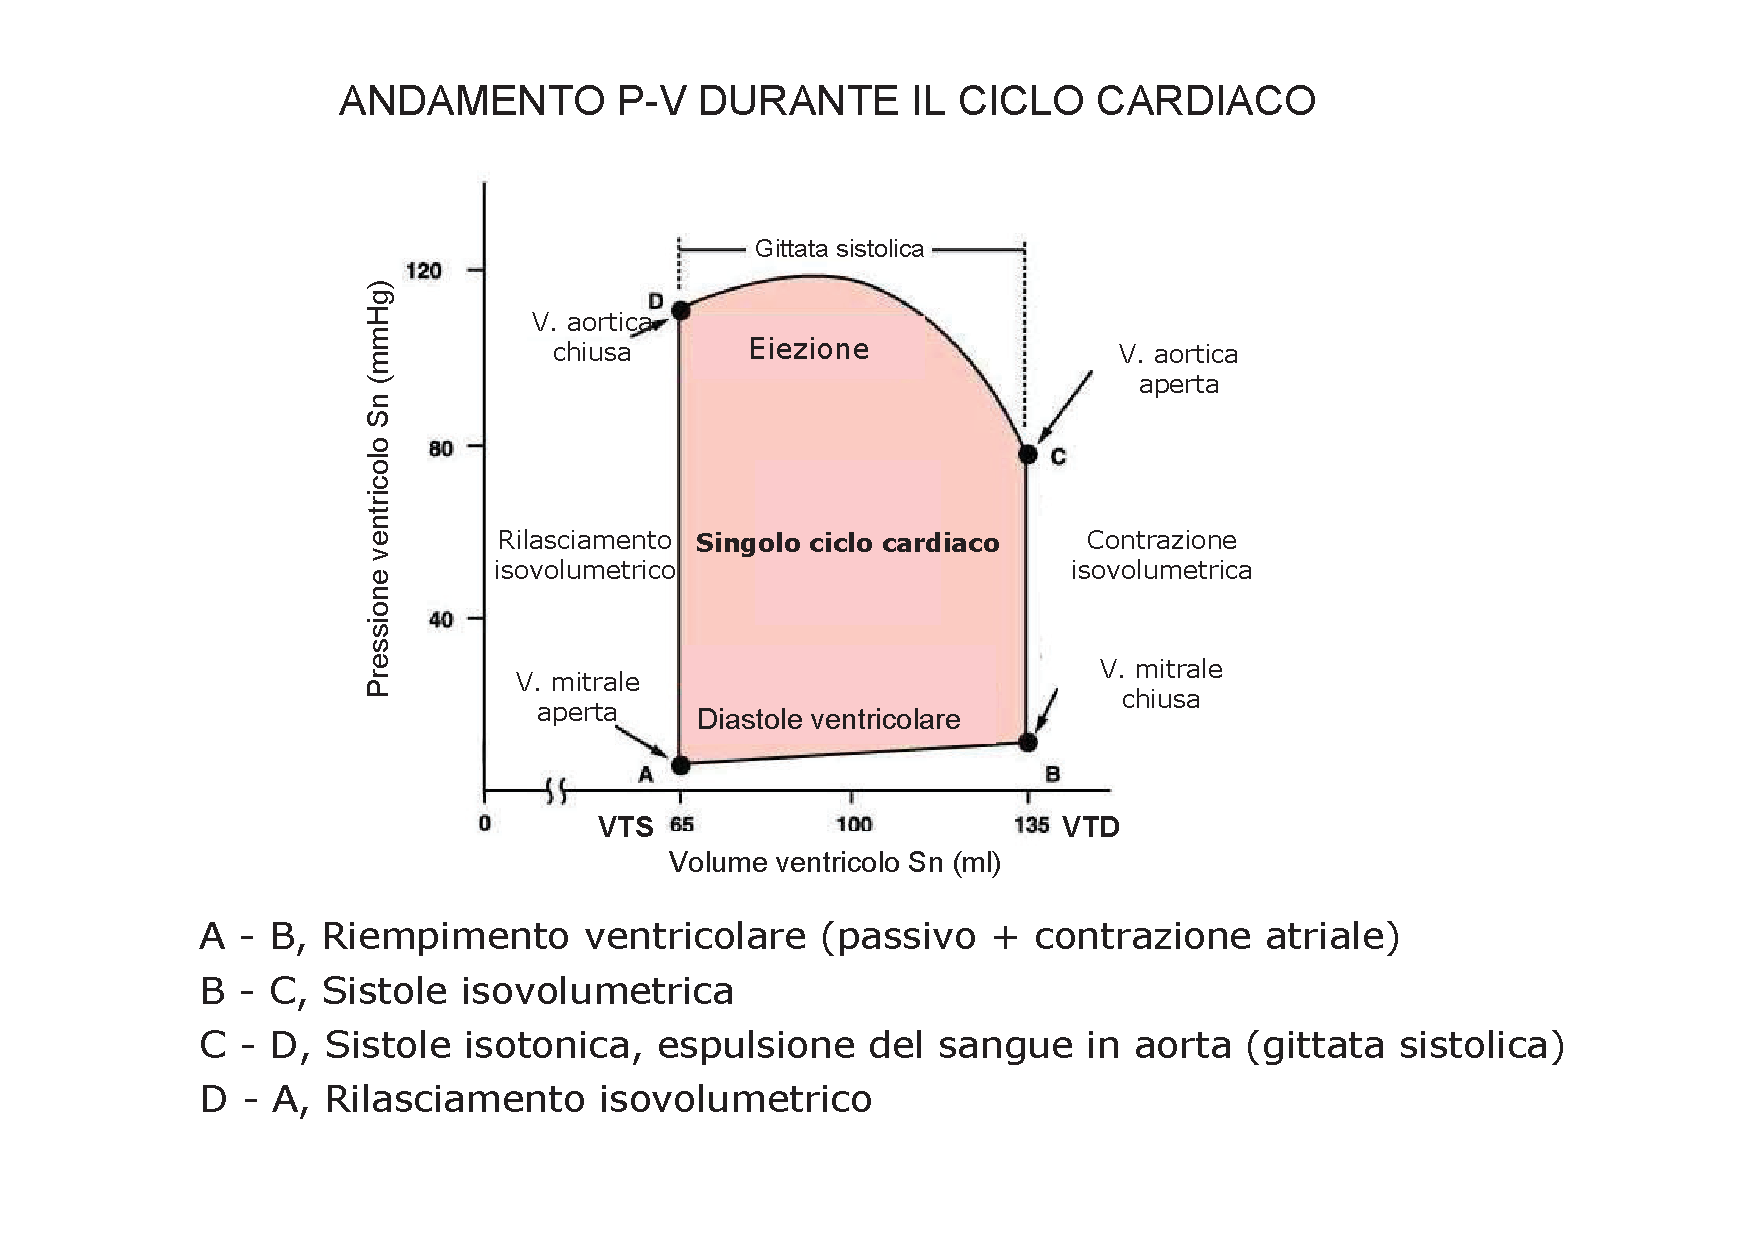 ANDAMENTO P-V DURANTE IL CICLO CARDIACO
Gittata sistolica
120
D
V. aortica
chiusa
Eiezione
V. aortica
aperta
80
C
Pressione ventricolo Sn (mmHg)
Rilasciamento
isovolumetrico
Singolo ciclo cardiaco
Contrazione
isovolumetrica
40
V. mitrale
aperta
V. mitrale
chiusa
Diastole ventricolare
A
B
0
VTS 65
100
135 VTD
Volume ventricolo Sn (ml)
A - B, Riempimento ventricolare (passivo + contrazione atriale)
B - C, Sistole isovolumetrica
C - D, Sistole isotonica, espulsione del sangue in aorta (gittata sistolica)
D - A, Rilasciamento isovolumetrico